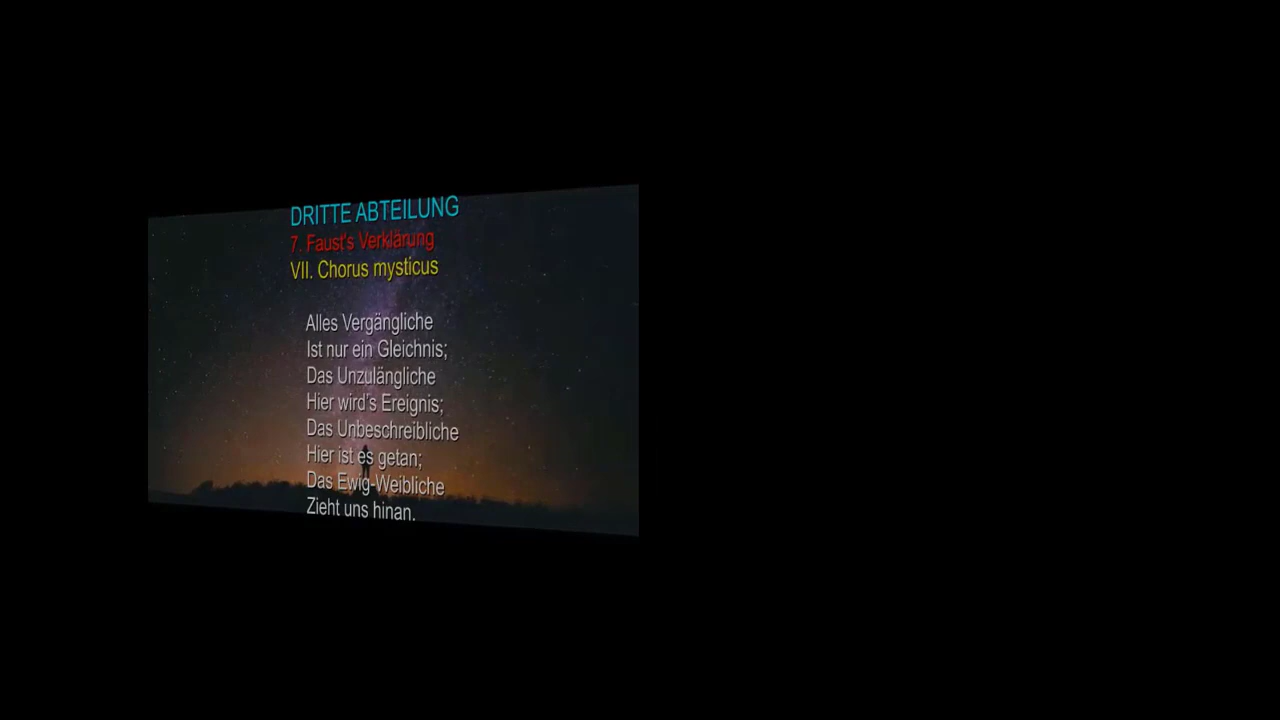 DRITTE ABTEILUNG
7. Faust's Verklärung
VII. Chorus mysticus
Alles Vergängliche
Ist nur ein Gleichnis;
Das Unzulängliche
Hier wird's Ereignis;
Das Unbeschreibliche
Hier ist es getan;
Das Ewig-Weibliche
Zieht uns hinan.